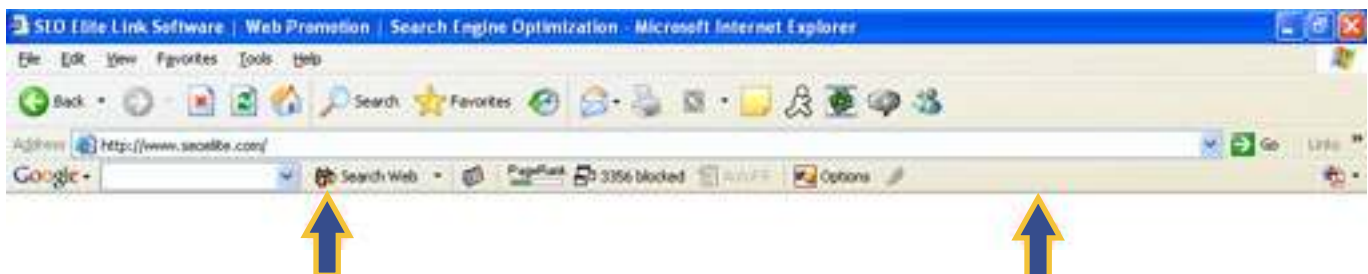 SEO Elite Link Software | Web Promotion | Search Engine Optimization - Microsoft Internet Explorer
File Edit View Favorites Tools Help
Back Search Favorites
Address http://www.seoelite.com/ Go Links »
Google Search Web PageRank 3356 blocked Options